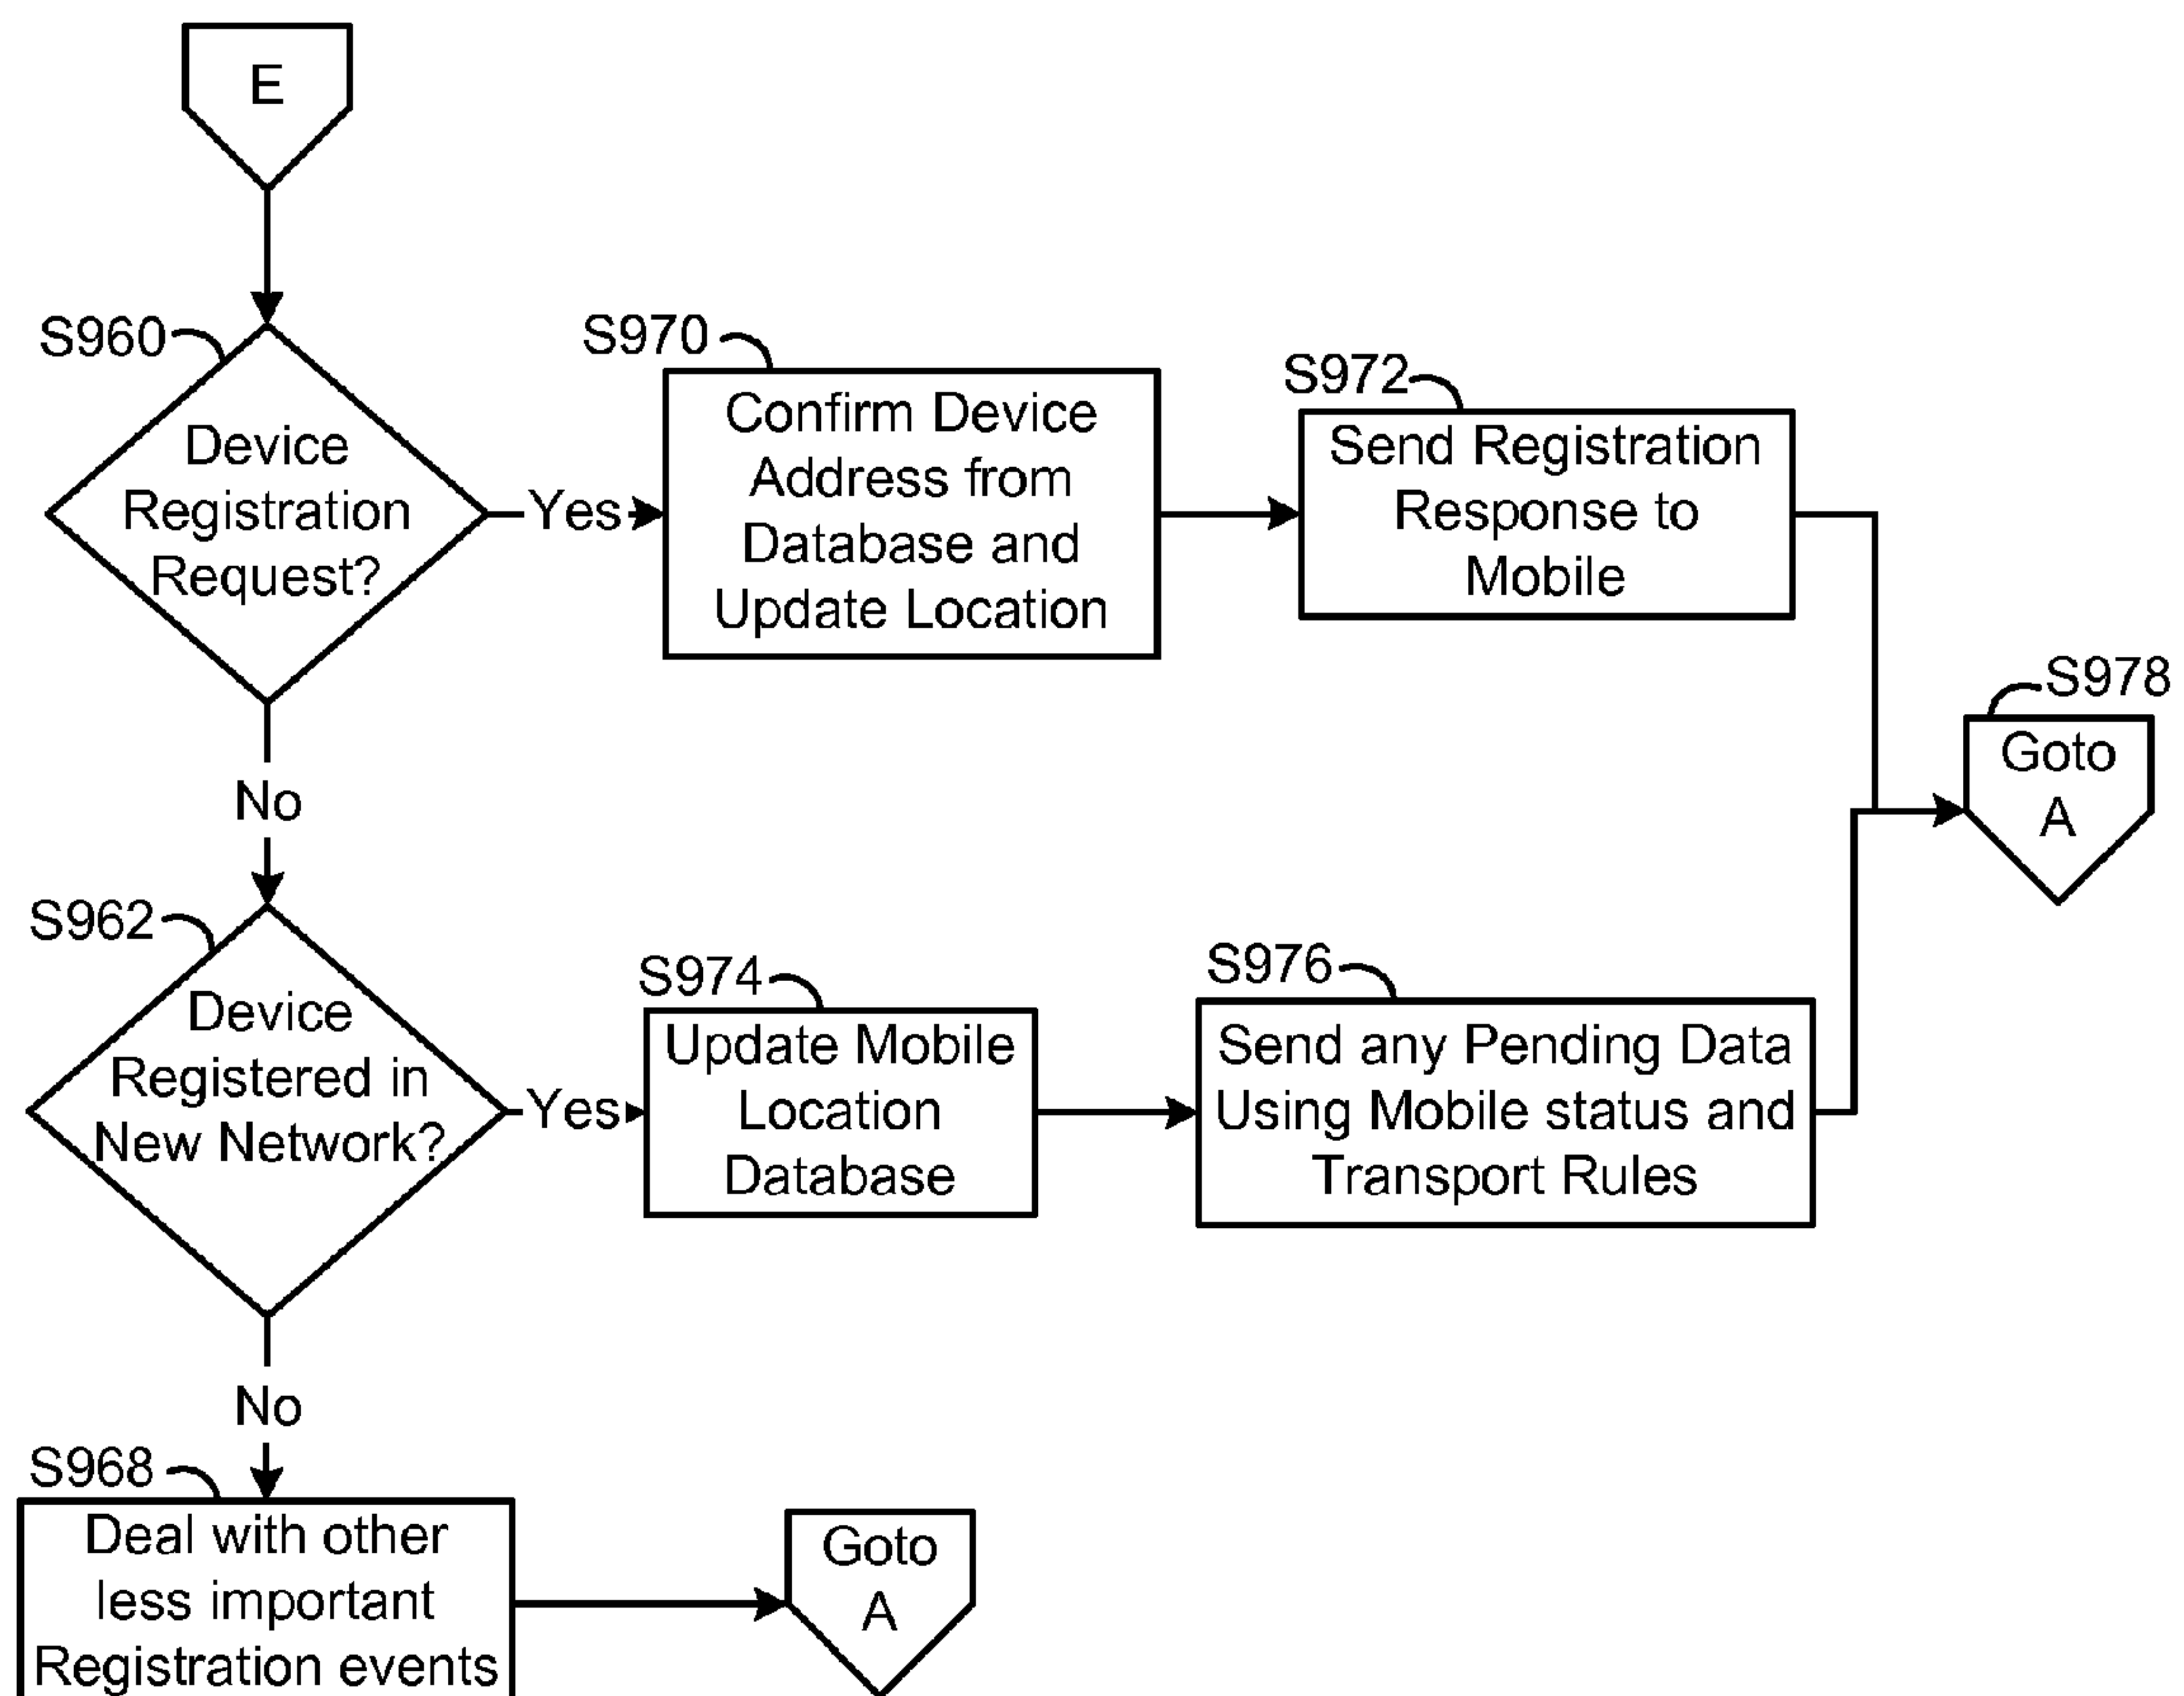 E
S960
Device
Registration
Request?
Yes
S970
Confirm Device
Address from
Database and
Update Location
S972
Send Registration
Response to
Mobile
S978
Goto
A
No
S962
Device
Registered in
New Network?
Yes
S974
Update Mobile
Location
Database
S976
Send any Pending Data
Using Mobile status and
Transport Rules
No
S968
Deal with other
less important
Registration events
Goto
A